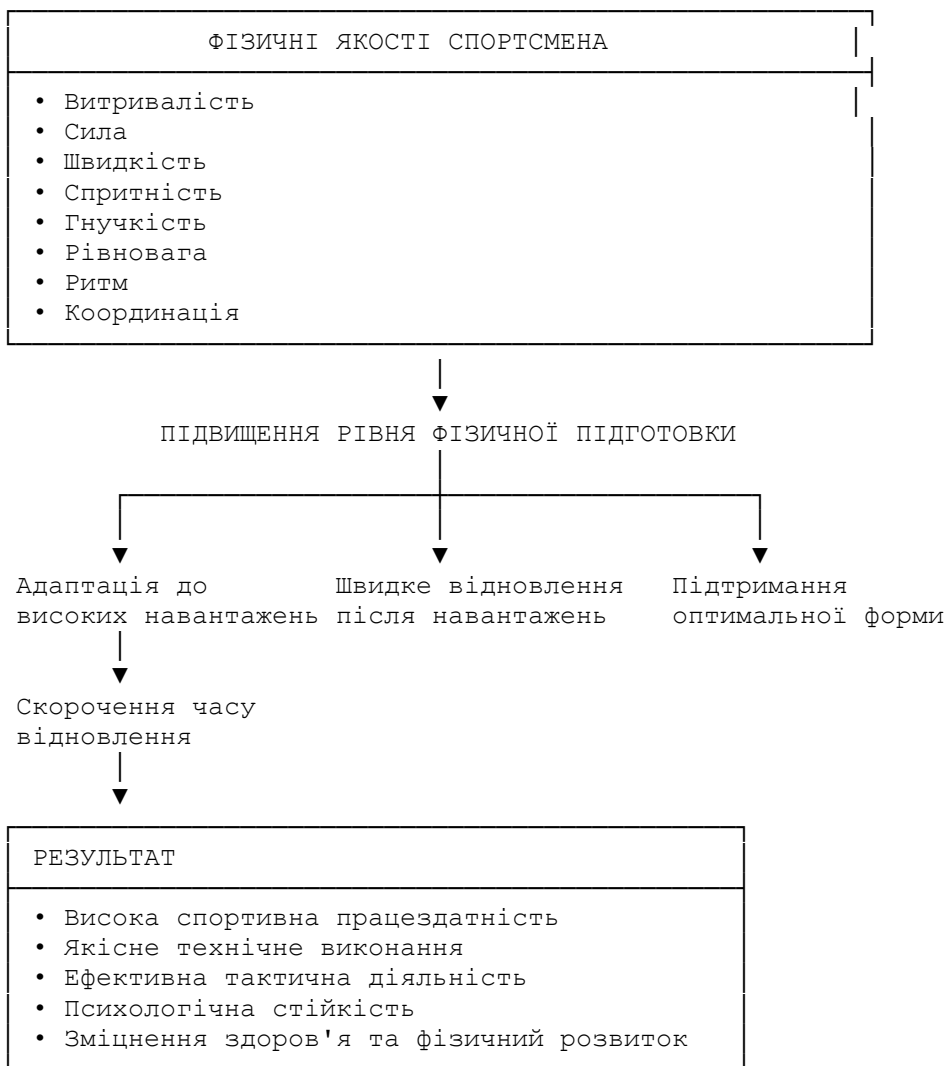 ФІЗИЧНІ ЯКОСТІ СПОРТСМЕНА
• Витривалість
• Сила
• Швидкість
• Спритність
• Гнучкість
• Рівновага
• Ритм
• Координація
ПІДВИЩЕННЯ РІВНЯ ФІЗИЧНОЇ ПІДГОТОВКИ
Адаптація до
високих навантажень
Швидке відновлення
після навантажень
Підтримання
оптимальної форми
Скорочення часу
відновлення
РЕЗУЛЬТАТ
• Висока спортивна працездатність
• Якісне технічне виконання
• Ефективна тактична діяльність
• Психологічна стійкість
• Зміцнення здоров'я та фізичний розвиток